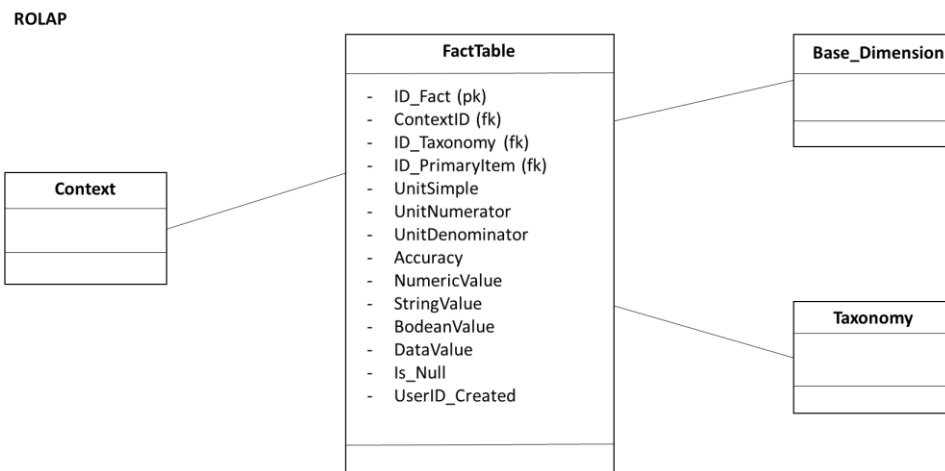 ROLAP
FactTable
- ID_Fact (pk)
- ContextID (fk)
- ID_Taxonomy (fk)
- ID_PrimaryItem (fk)
- UnitSimple
- UnitNumerator
- UnitDenominator
- Accuracy
- NumericValue
- StringValue
- BodeanValue
- DataValue
- Is_Null
- UserID_Created
Base_Dimension
Context
Taxonomy